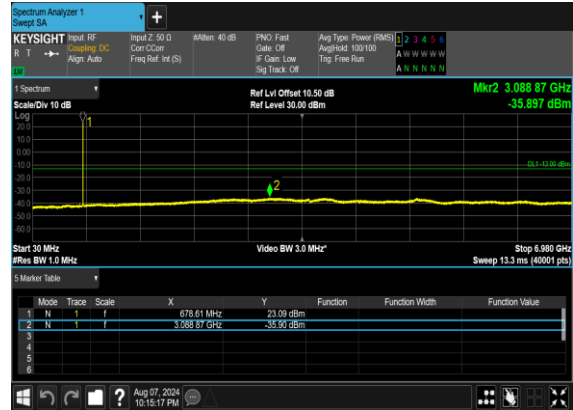 Spectrum Analyzer 1
Swept SA
+
KEYSIGHT Input: RF Input Z: 50 Ω #Atten: 40 dB PNO: Fast Avg Type: Power (RMS) 1 2 3 4 5 6
R T Coupling: DC Corr CCorr Gate: Off Avg|Hold: 100/100 A W W W W W
Align: Auto Freq Ref: Int (S) IF Gain: Low Trig: Free Run
LM Sig Track: Off A N N N N N
1 Spectrum Ref Lvl Offset 10.50 dB Mkr2 3.088 87 GHz
Scale/Div 10 dB Ref Level 30.00 dBm -35.897 dBm
Log
20.0
10.0
0.00
-10.0
-20.0
-30.0
-40.0
-50.0
-60.0
1
DL1 -13.00 dBm
2
Start 30 MHz Video BW 3.0 MHz* Stop 6.980 GHz
#Res BW 1.0 MHz Sweep 13.3 ms (40001 pts)
5 Marker Table
Mode Trace Scale X Y Function Function Width Function Value
1 N 1 f 678.61 MHz 23.09 dBm
2 N 1 f 3.088 87 GHz -35.90 dBm
3
4
5
6
? Aug 07, 2024
10:15:17 PM